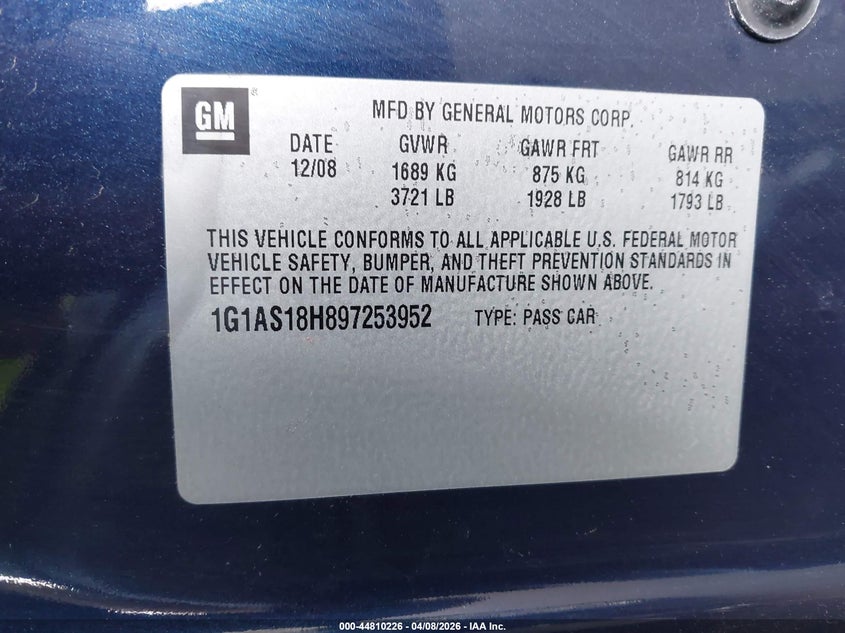 GM
MFD BY GENERAL MOTORS CORP.
DATE GVWR GAWR FRT GAWR RR
12/08 1689 KG 875 KG 814 KG
3721 LB 1928 LB 1793 LB
THIS VEHICLE CONFORMS TO ALL APPLICABLE U.S. FEDERAL MOTOR
VEHICLE SAFETY, BUMPER, AND THEFT PREVENTION STANDARDS IN
EFFECT ON THE DATE OF MANUFACTURE SHOWN ABOVE.
1G1AS18H897253952 TYPE: PASS CAR
000-44810226 - 04/08/2026 - IAA Inc.